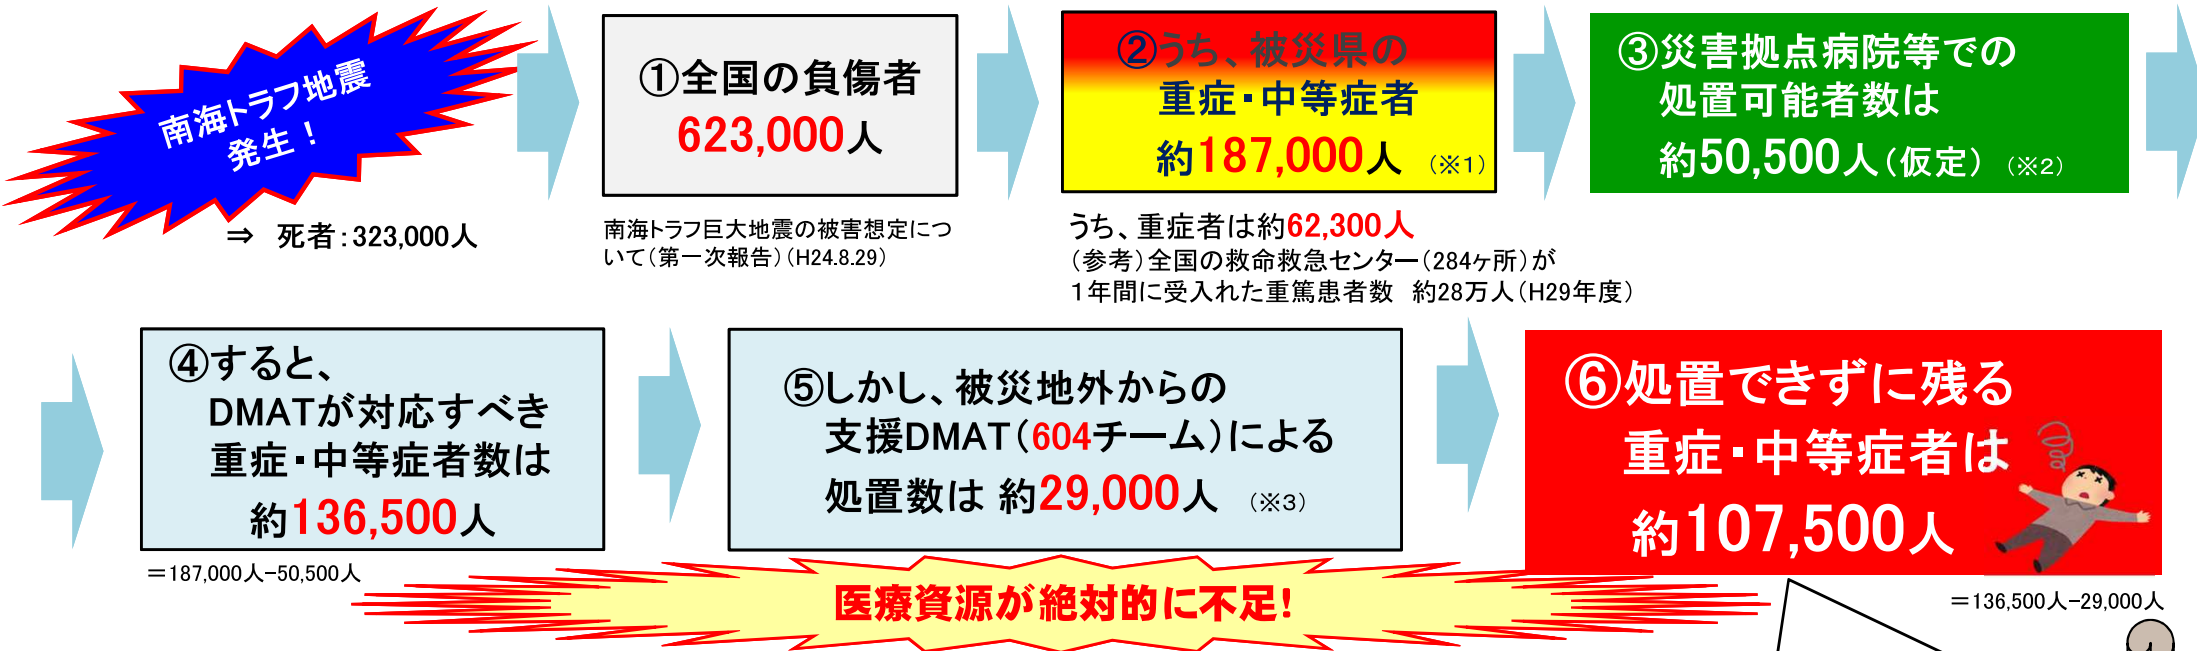 南海トラフ地震
発生!
⇒ 死者:323,000人
①全国の負傷者
623,000人
南海トラフ巨大地震の被害想定につ
いて(第一次報告)(H24.8.29)
②うち、被災県の
重症・中等症者
約187,000人 (※1)
うち、重症者は約62,300人
(参考)全国の救命救急センター(284ヶ所)が
1年間に受入れた重篤患者数 約28万人(H29年度)
③災害拠点病院等での
処置可能者数は
約50,500人(仮定) (※2)
④すると、
DMATが対応すべき
重症・中等症者数は
約136,500人
=187,000人-50,500人
⑤しかし、被災地外からの
支援DMAT(604チーム)による
処置数は 約29,000人 (※3)
⑥処置できずに残る
重症・中等症者は
約107,500人
=136,500人-29,000人
医療資源が絶対的に不足!